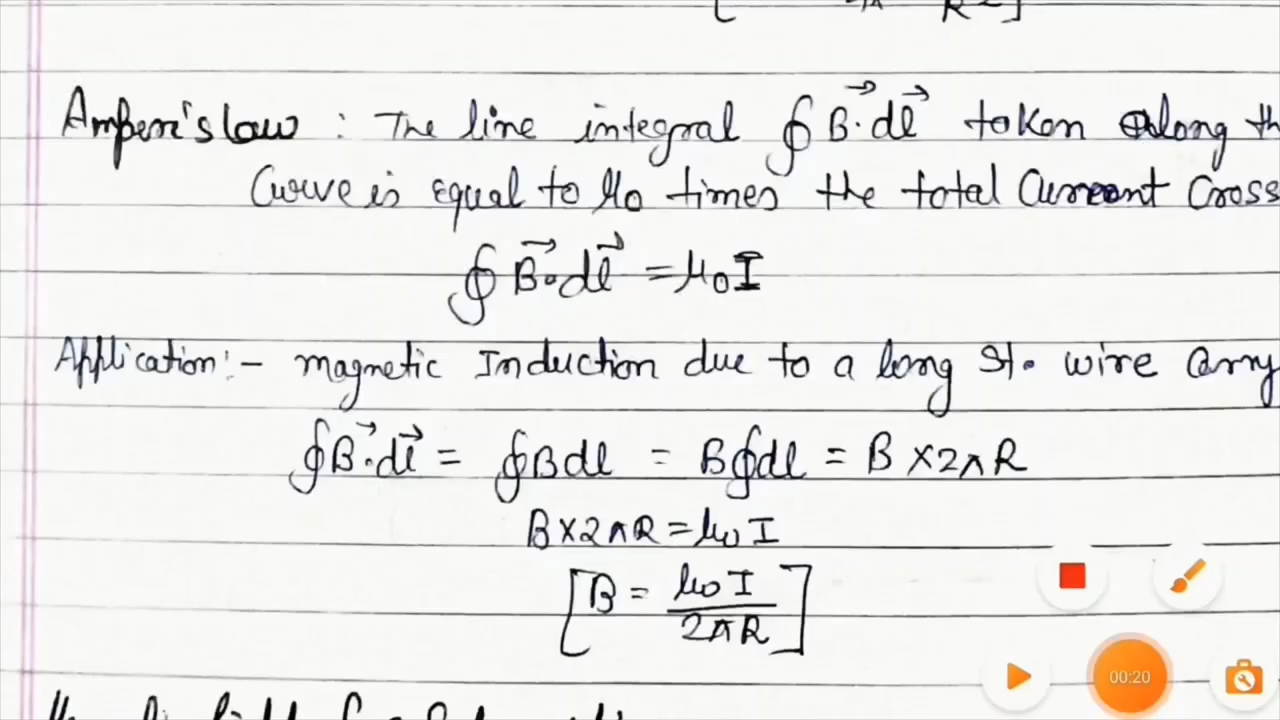 Amperi's law : The line integral ∮B⃗·dl⃗ taken along th
Curve is equal to μ0 times the total Current Cross
∮B⃗·dl⃗ = μ0I
Application:- magnetic Induction due to a long St. wire carry
∮B⃗·dl⃗ = ∮Bdl = B∮dl = B×2πR
B×2πR = μ0I
[B = μ0I / 2πR]
00:20